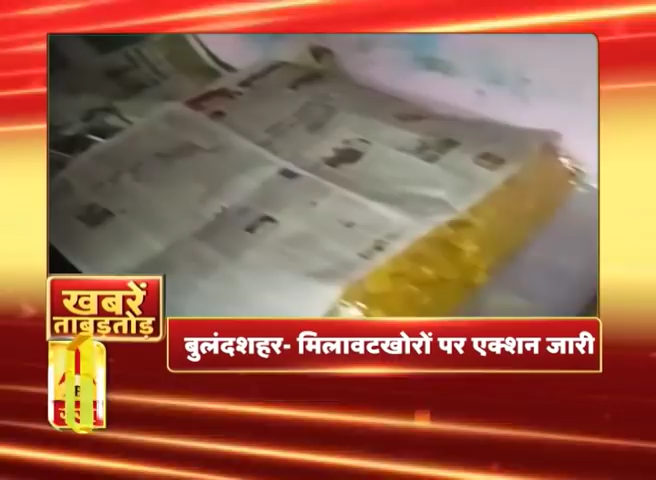 खबरें
ताबड़तोड़
बुलंदशहर- मिलावटखोरों पर एक्शन जारी